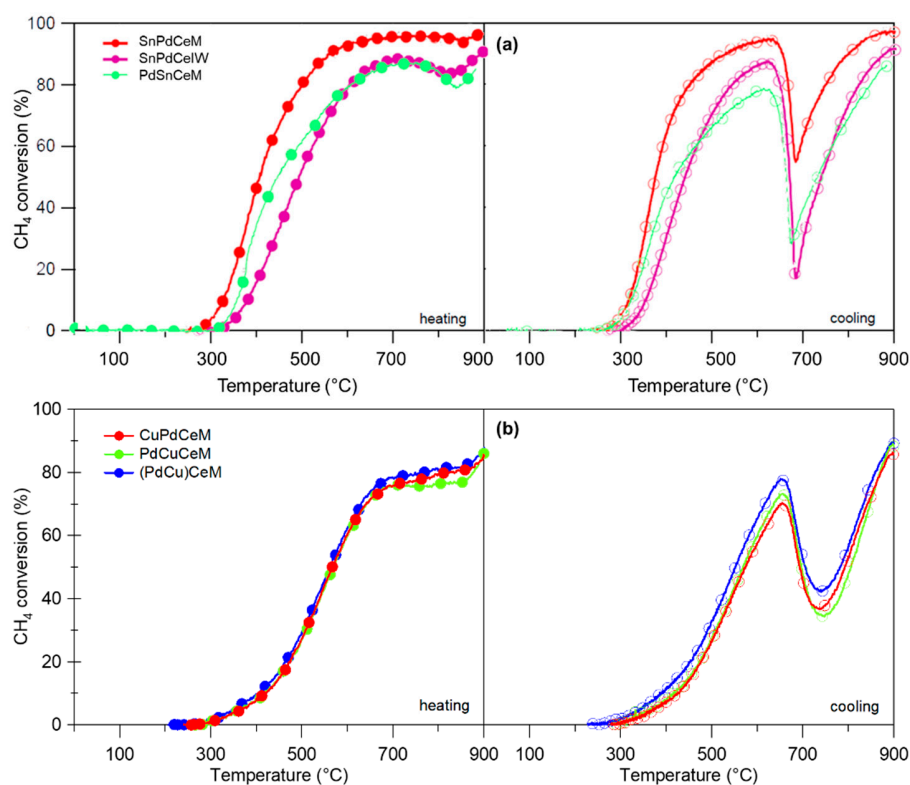 100
80
60
40
20
0
CH4 conversion (%)
SnPdCeM
SnPdCeIW
PdSnCeM
(a)
heating
cooling
100 300 500 700 900 100 300 500 700 900
Temperature (°C) Temperature (°C)
100
80
60
40
20
0
CH4 conversion (%)
CuPdCeM
PdCuCeM
(PdCu)CeM
(b)
heating
cooling
100 300 500 700 900 100 300 500 700 900
Temperature (°C) Temperature (°C)